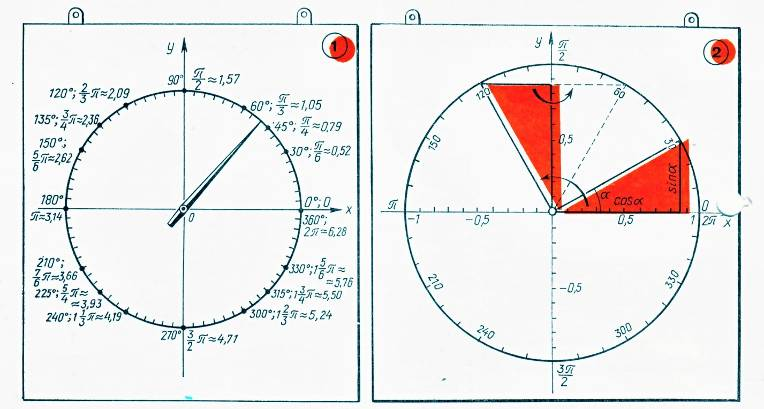 1
y
90°; π/2 ≈1,57
120°; 2/3 π≈2,09
60°; π/3 ≈1,05
135°; 3/4 π≈2,36
45°; π/4 ≈0,79
150°;
5/6 π≈2,62
30°; π/6 ≈0,52
180°
π≈3,14
0
0°; 0
x
360°;
2π≈6,28
210°;
7/6 π≈3,66
330°; 1 5/6 π≈
≈5,76
225°; 5/4 π≈
≈3,93
315°; 1 3/4 π≈5,50
240°; 1 1/3 π≈4,19
300°; 1 2/3 π≈5,24
270° 3/2 π≈4,71
2
y
π/2
120
60
150
0,5
30
α
cosα
sinα
π
-1
-0,5
0
0,5
1
0
2π
x
210
-0,5
330
240
300
3π/2